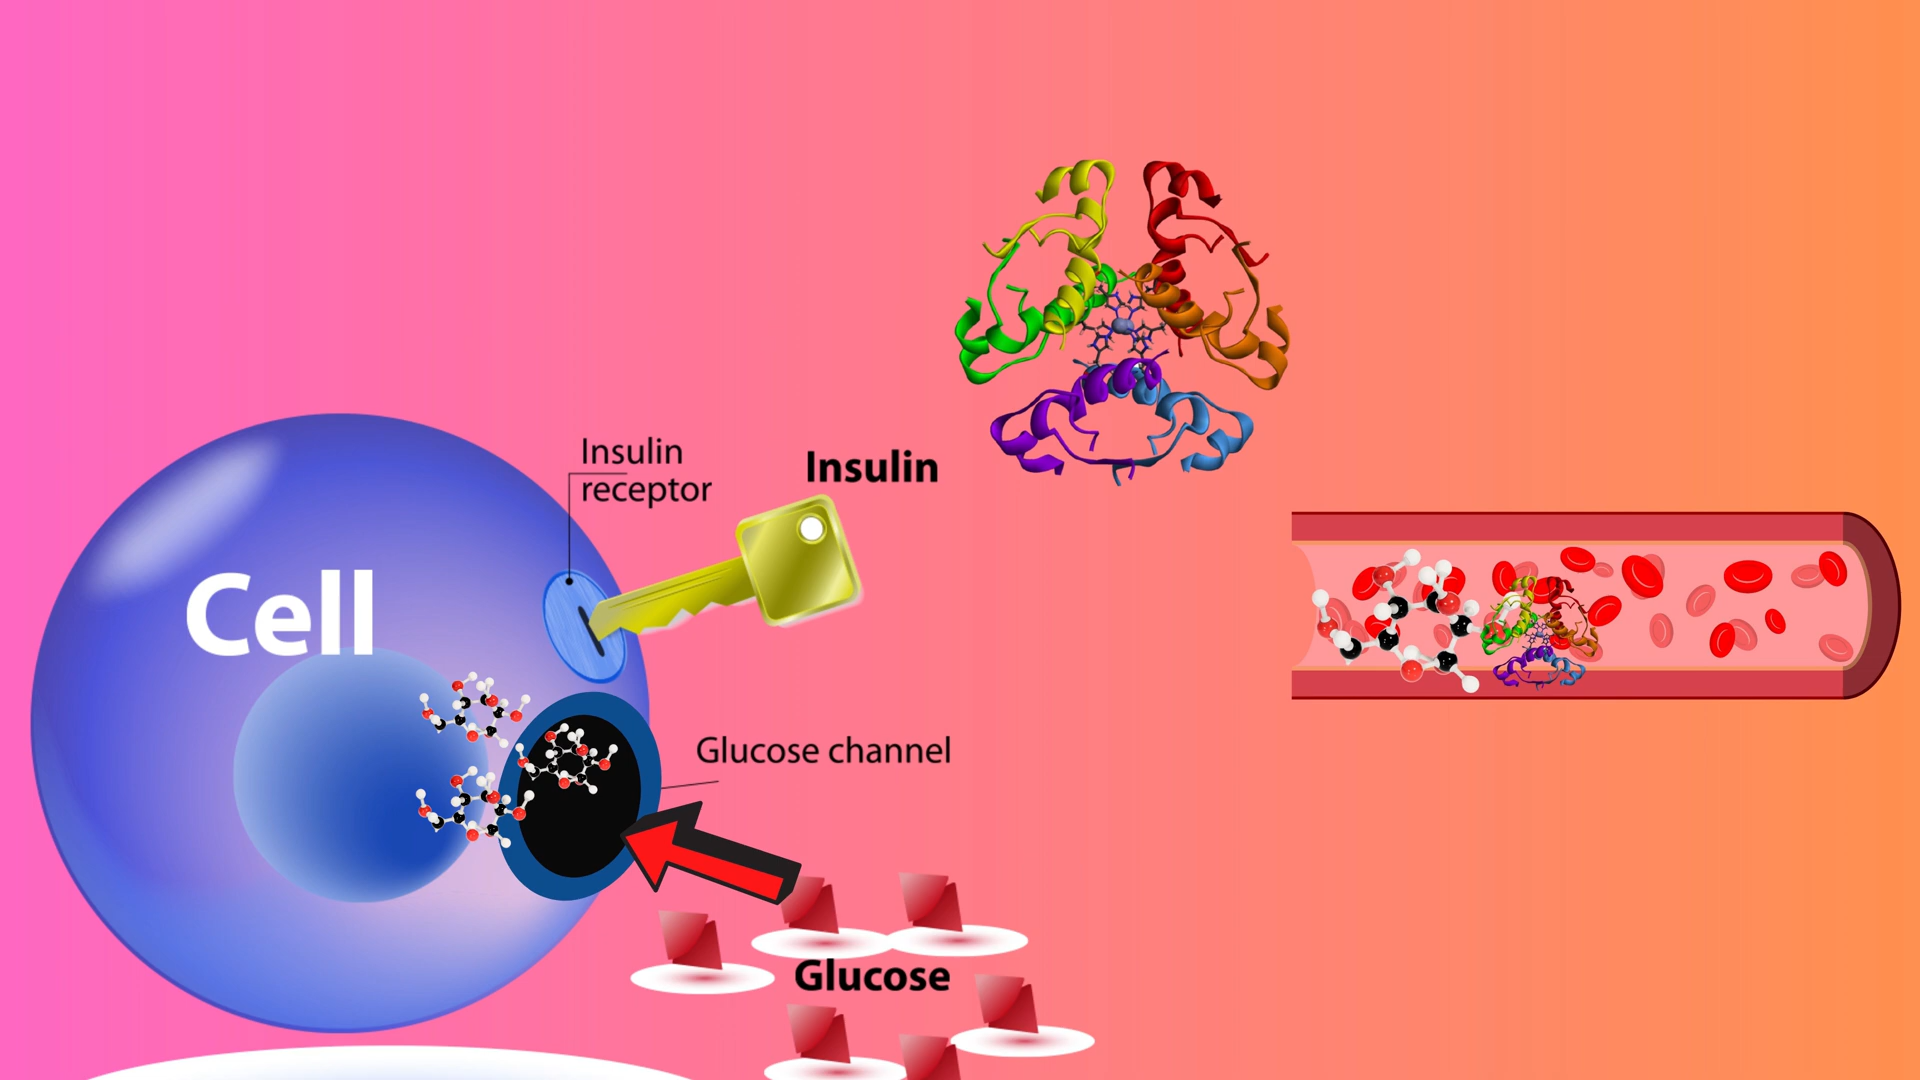 Insulin
receptor
Insulin
Cell
Glucose channel
Glucose